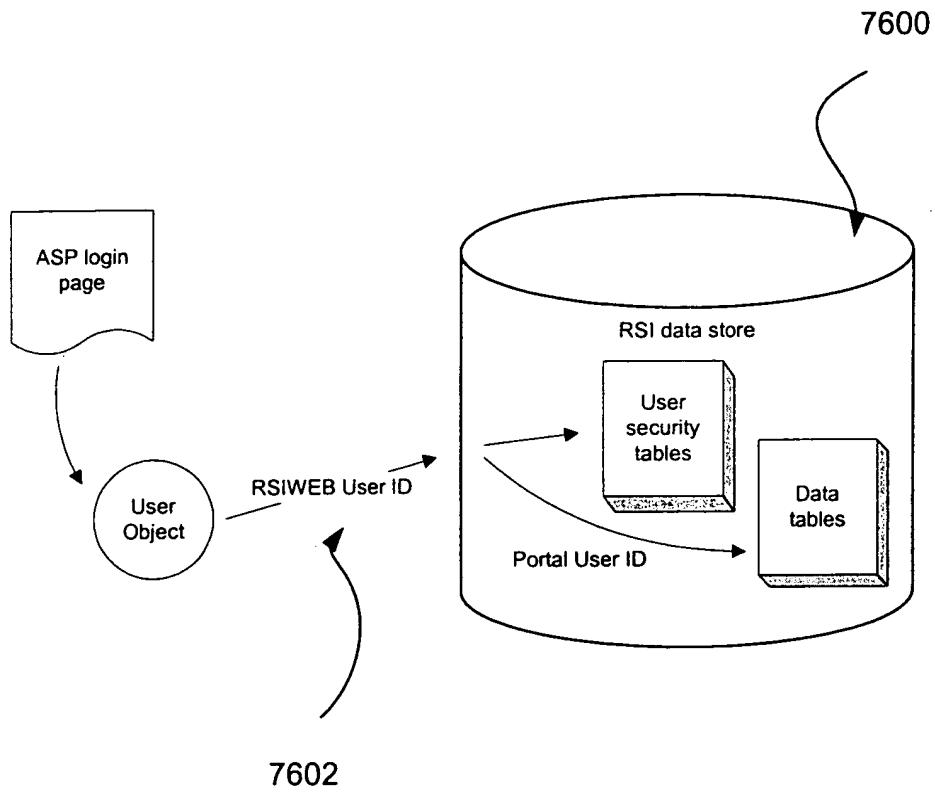 7600
ASP login
page
RSI data store
User
security
tables
Data
tables
RSIWEB User ID
User
Object
Portal User ID
7602